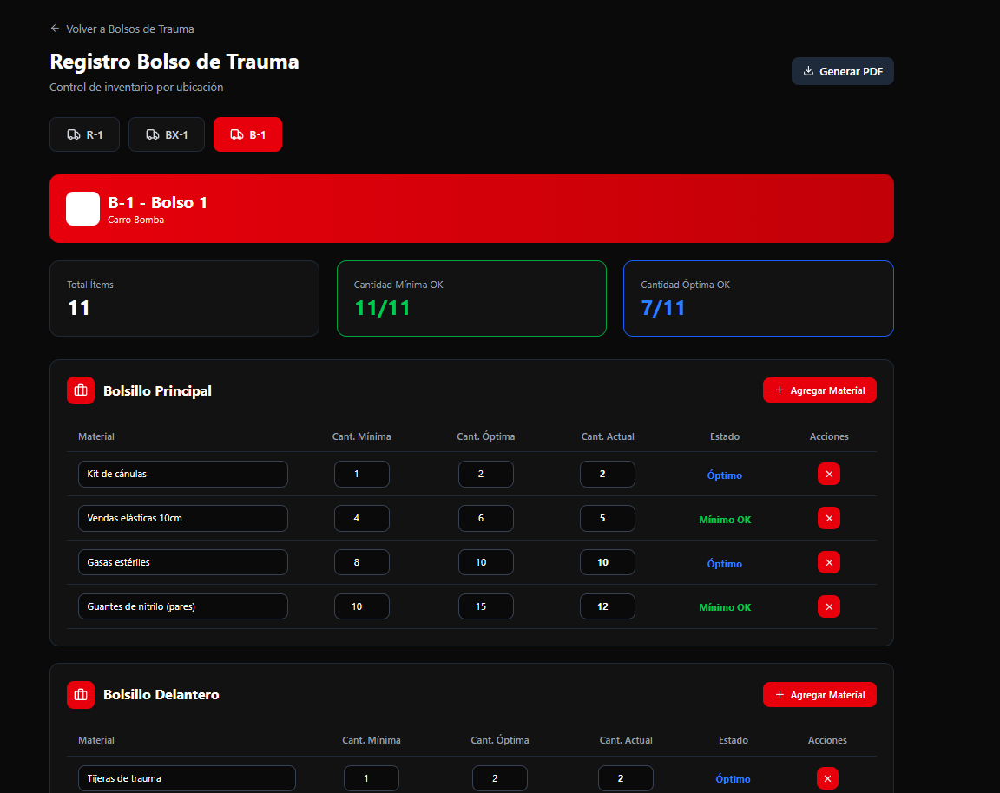 ← Volver a Bolsos de Trauma
Registro Bolso de Trauma
Control de inventario por ubicación
Generar PDF
R-1 BX-1 B-1
B-1 - Bolso 1
Carro Bomba
Total Ítems Cantidad Mínima OK Cantidad Óptima OK
11 11/11 7/11
Bolsillo Principal + Agregar Material
Material Cant. Mínima Cant. Óptima Cant. Actual Estado Acciones
Kit de cánulas 1 2 2 Óptimo ×
Vendas elásticas 10cm 4 6 5 Mínimo OK ×
Gasas estériles 8 10 10 Óptimo ×
Guantes de nitrilo (pares) 10 15 12 Mínimo OK ×
Bolsillo Delantero + Agregar Material
Material Cant. Mínima Cant. Óptima Cant. Actual Estado Acciones
Tijeras de trauma 1 2 2 Óptimo ×